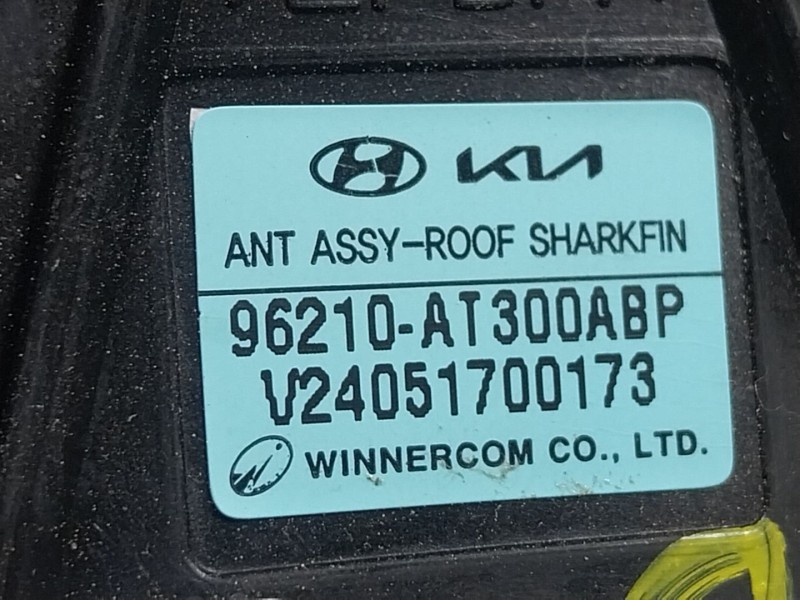 KIA
ANT ASSY-ROOF SHARKFIN
96210-AT300ABP
V24051700173
WINNERCOM CO., LTD.